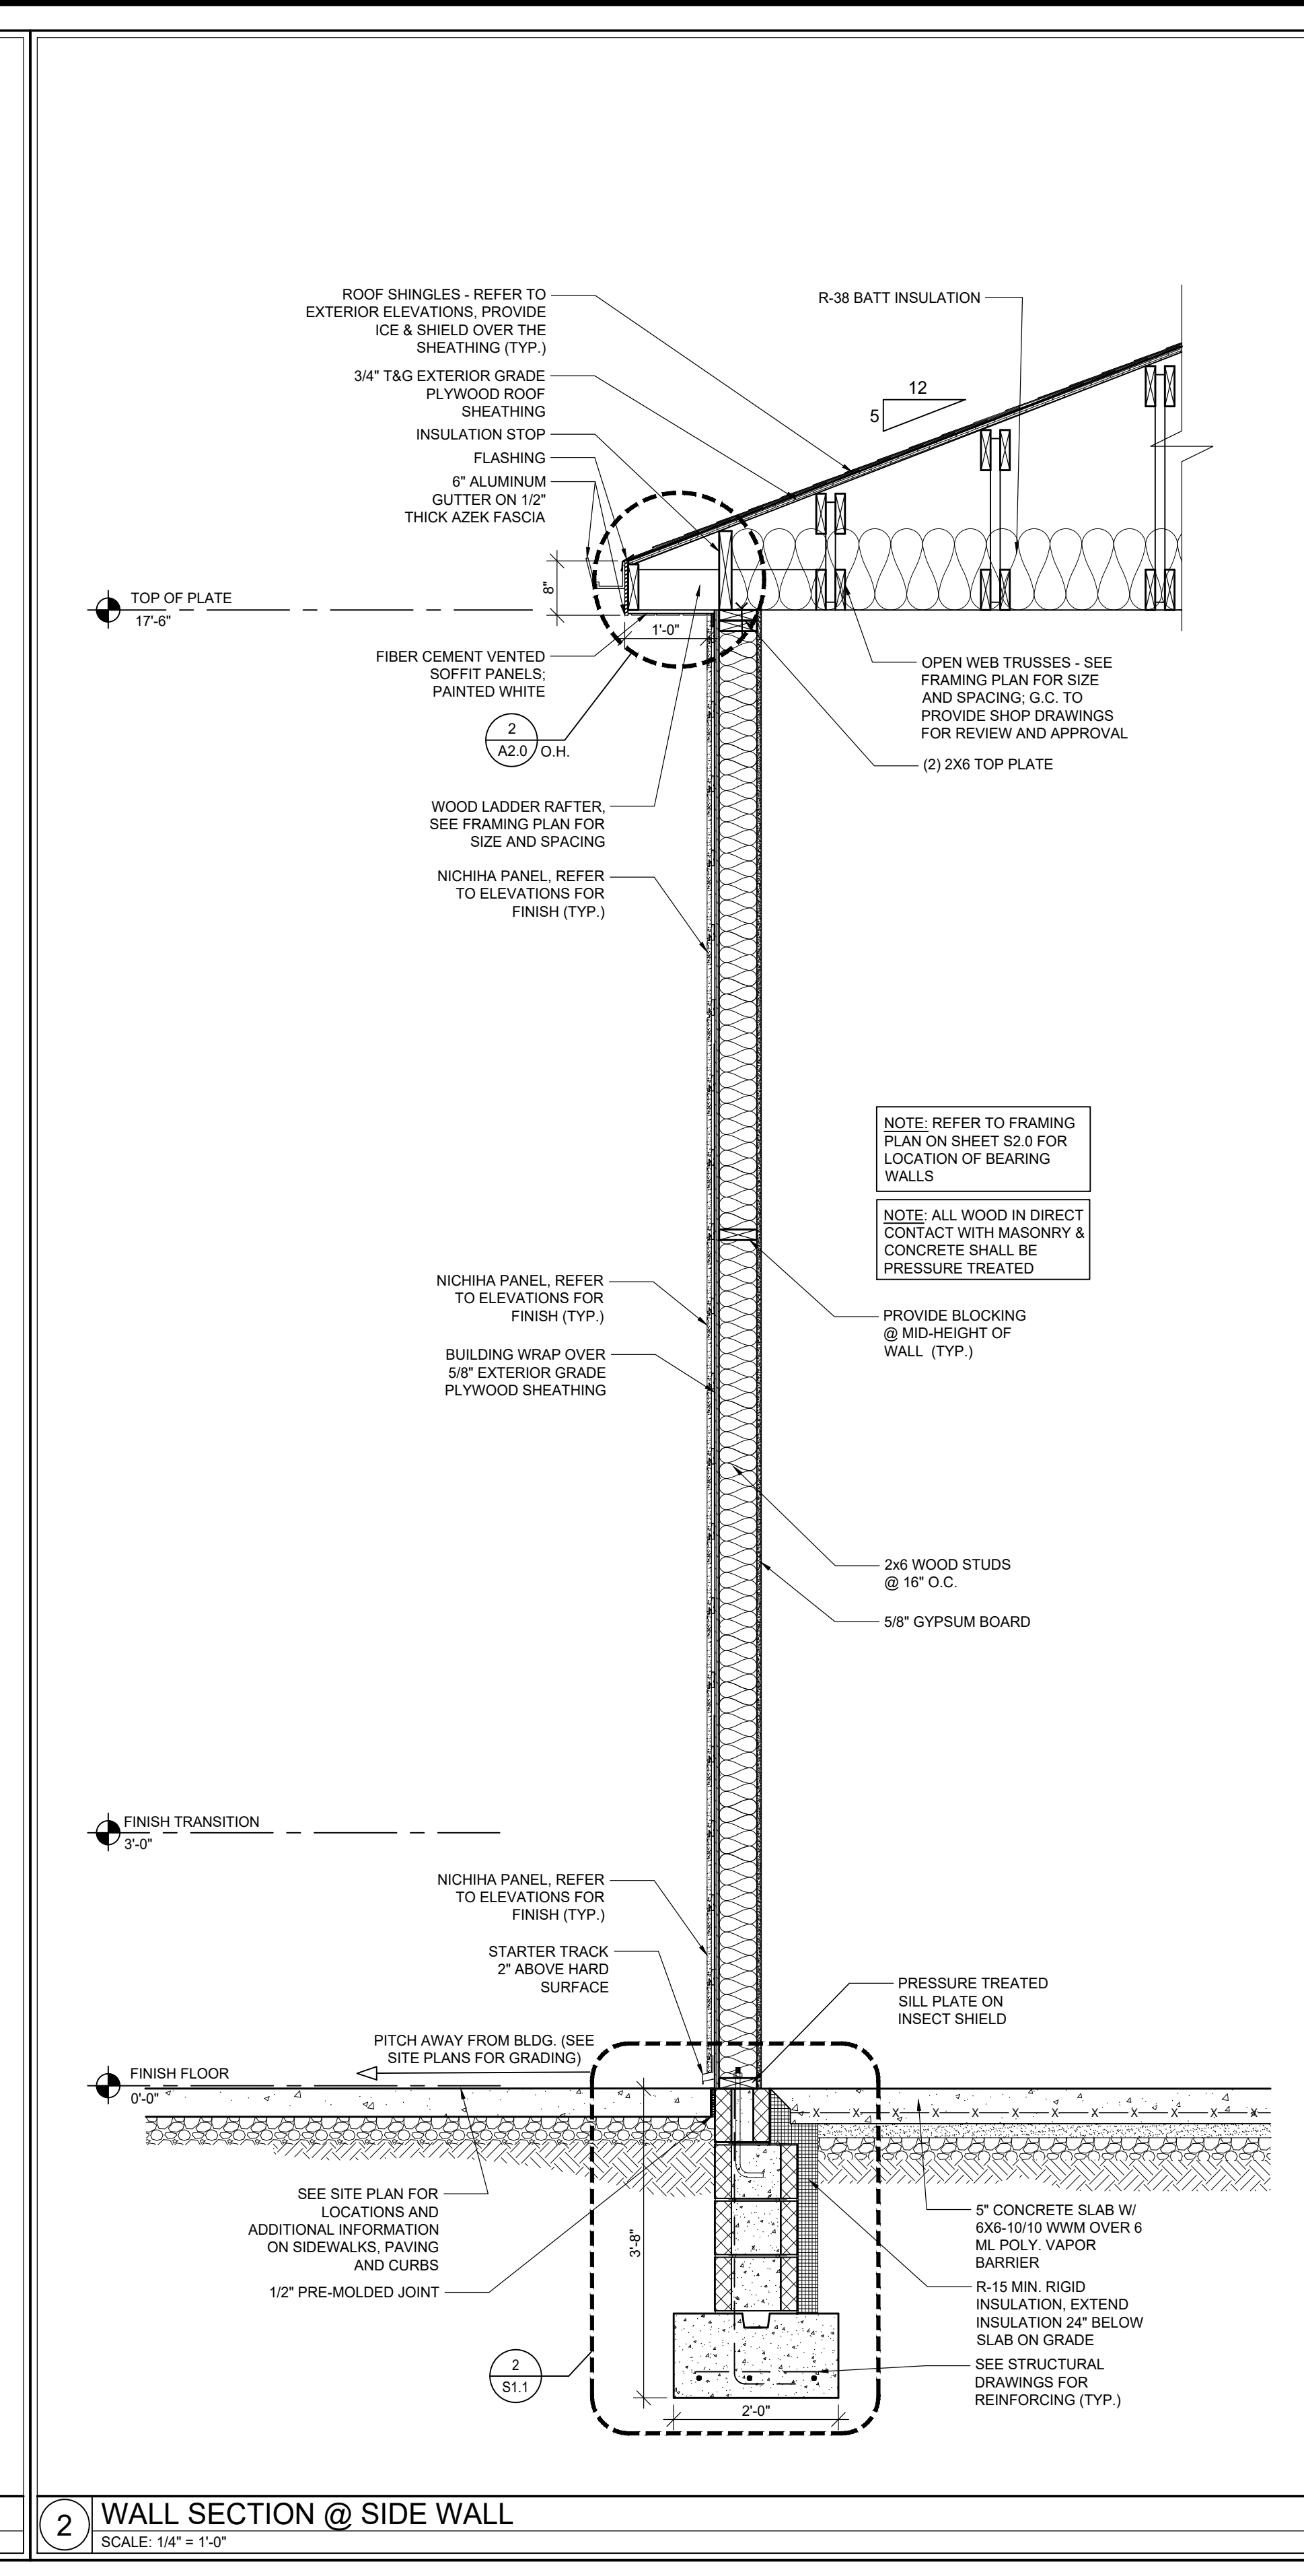 ROOF SHINGLES - REFER TO
EXTERIOR ELEVATIONS, PROVIDE
ICE & SHIELD OVER THE
SHEATHING (TYP.)
R-38 BATT INSULATION
3/4" T&G EXTERIOR GRADE
PLYWOOD ROOF
SHEATHING
12
5
INSULATION STOP
FLASHING
6" ALUMINUM
GUTTER ON 1/2"
THICK AZEK FASCIA
8"
TOP OF PLATE
17'-6"
1'-0"
FIBER CEMENT VENTED
SOFFIT PANELS;
PAINTED WHITE
OPEN WEB TRUSSES - SEE
FRAMING PLAN FOR SIZE
AND SPACING; G.C. TO
PROVIDE SHOP DRAWINGS
FOR REVIEW AND APPROVAL
2
A2.0
O.H.
(2) 2X6 TOP PLATE
WOOD LADDER RAFTER,
SEE FRAMING PLAN FOR
SIZE AND SPACING
NICHIHA PANEL, REFER
TO ELEVATIONS FOR
FINISH (TYP.)
NOTE: REFER TO FRAMING
PLAN ON SHEET S2.0 FOR
LOCATION OF BEARING
WALLS
NOTE: ALL WOOD IN DIRECT
CONTACT WITH MASONRY &
CONCRETE SHALL BE
PRESSURE TREATED
NICHIHA PANEL, REFER
TO ELEVATIONS FOR
FINISH (TYP.)
PROVIDE BLOCKING
@ MID-HEIGHT OF
WALL (TYP.)
BUILDING WRAP OVER
5/8" EXTERIOR GRADE
PLYWOOD SHEATHING
2x6 WOOD STUDS
@ 16" O.C.
5/8" GYPSUM BOARD
FINISH TRANSITION
3'-0"
NICHIHA PANEL, REFER
TO ELEVATIONS FOR
FINISH (TYP.)
STARTER TRACK
2" ABOVE HARD
SURFACE
PRESSURE TREATED
SILL PLATE ON
INSECT SHIELD
PITCH AWAY FROM BLDG. (SEE
SITE PLANS FOR GRADING)
FINISH FLOOR
0'-0"
X X X X X X X X X X X X
SEE SITE PLAN FOR
LOCATIONS AND
ADDITIONAL INFORMATION
ON SIDEWALKS, PAVING
AND CURBS
1/2" PRE-MOLDED JOINT
3'-8"
5" CONCRETE SLAB W/
6X6-10/10 WWM OVER 6
ML POLY. VAPOR
BARRIER
R-15 MIN. RIGID
INSULATION, EXTEND
INSULATION 24" BELOW
SLAB ON GRADE
SEE STRUCTURAL
DRAWINGS FOR
REINFORCING (TYP.)
2
S1.1
2'-0"
2
WALL SECTION @ SIDE WALL
SCALE: 1/4" = 1'-0"